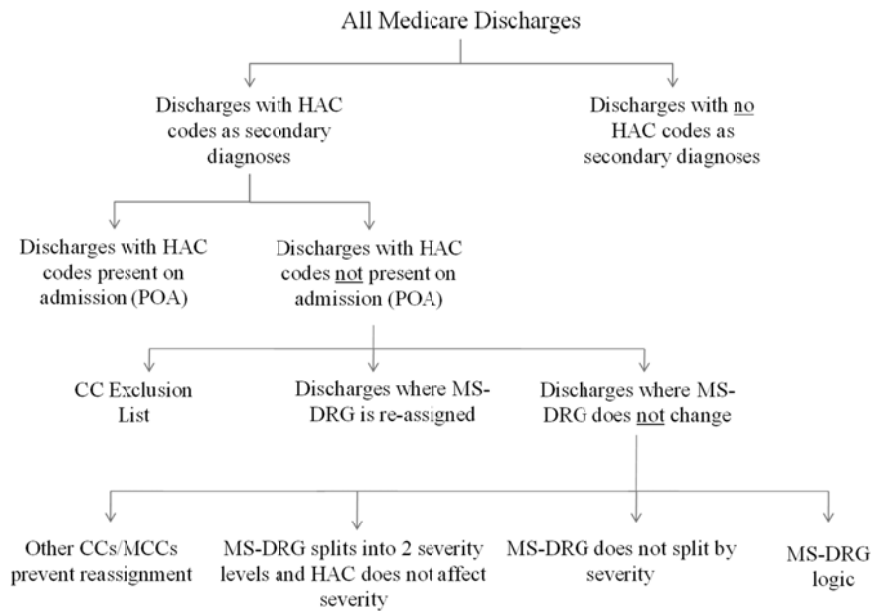 All Medicare Discharges
Discharges with HAC
codes as secondary
diagnoses
Discharges with no
HAC codes as
secondary diagnoses
Discharges with HAC
codes present on
admission (POA)
Discharges with HAC
codes not present on
admission (POA)
CC Exclusion
List
Discharges where MS-
DRG is re-assigned
Discharges where MS-
DRG does not change
Other CCs/MCCs
prevent reassignment
MS-DRG splits into 2 severity
levels and HAC does not affect
severity
MS-DRG does not split by
severity
MS-DRG
logic